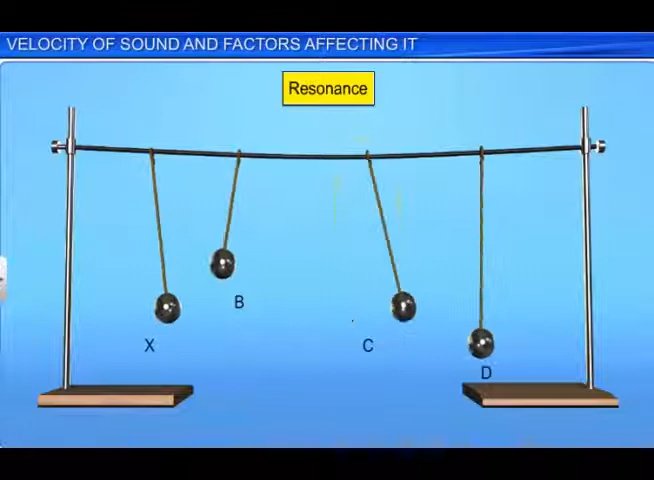 VELOCITY OF SOUND AND FACTORS AFFECTING IT
Resonance
B
X
C
D